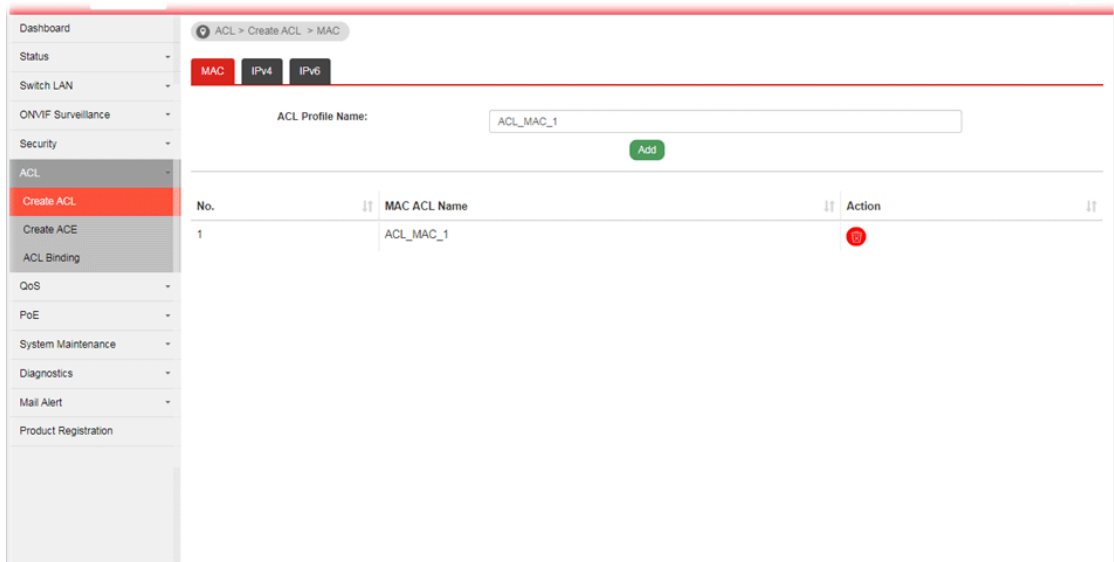 Dashboard
Status
Switch LAN
ONVIF Surveillance
Security
ACL
Create ACL
Create ACE
ACL Binding
QoS
PoE
System Maintenance
Diagnostics
Mail Alert
Product Registration
ACL > Create ACL > MAC
MAC IPv4 IPv6
ACL Profile Name: ACL_MAC_1
Add
No. MAC ACL Name Action
1 ACL_MAC_1